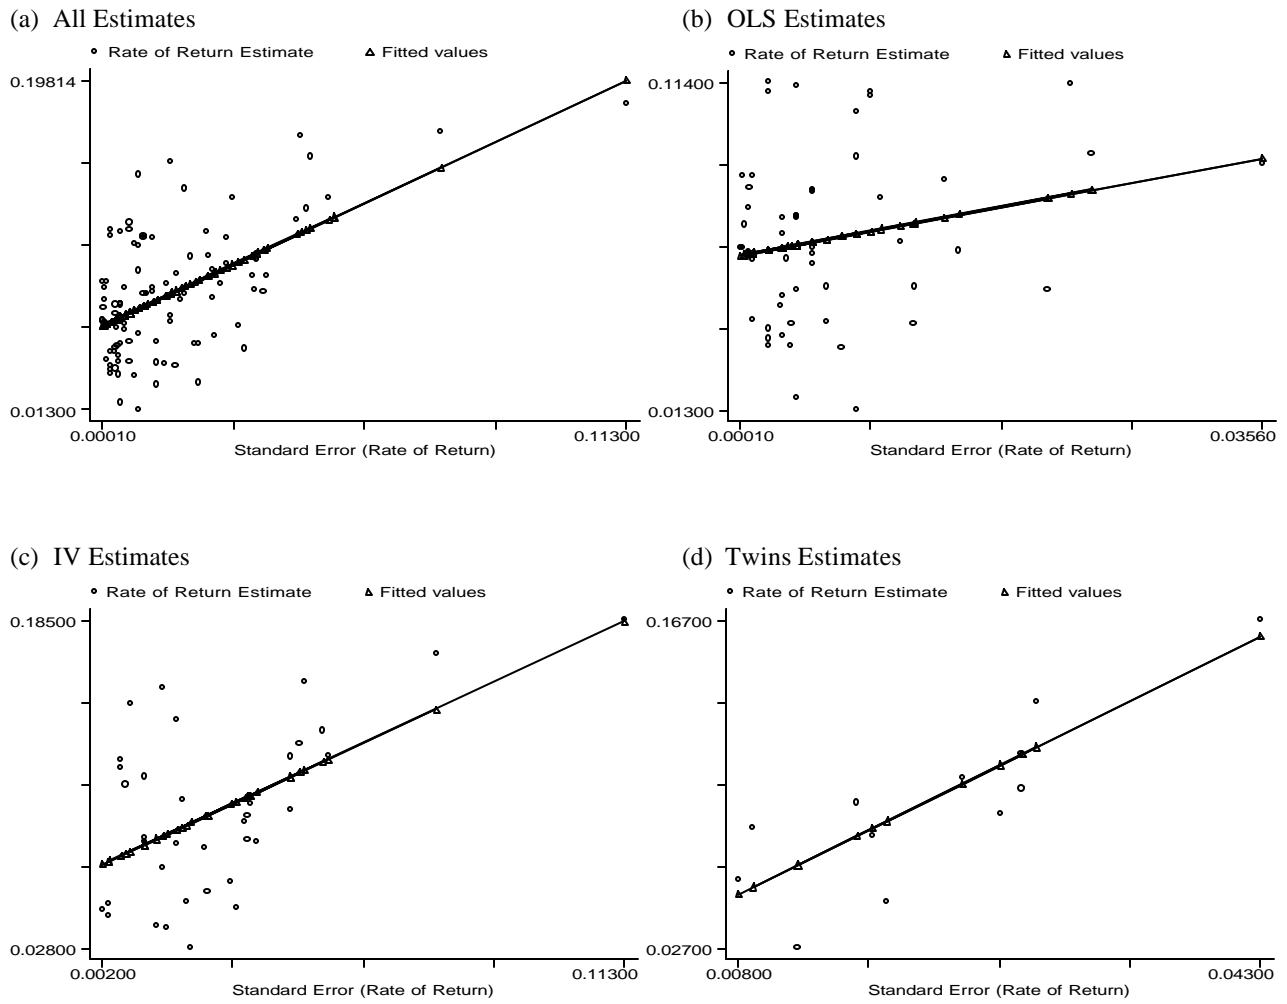 (a) All Estimates
Rate of Return Estimate
Fitted values
0.19814
0.01300
0.00010
0.11300
Standard Error (Rate of Return)
(b) OLS Estimates
Rate of Return Estimate
Fitted values
0.11400
0.01300
0.00010
0.03560
Standard Error (Rate of Return)
(c) IV Estimates
Rate of Return Estimate
Fitted values
0.18500
0.02800
0.00200
0.11300
Standard Error (Rate of Return)
(d) Twins Estimates
Rate of Return Estimate
Fitted values
0.16700
0.02700
0.00800
0.04300
Standard Error (Rate of Return)